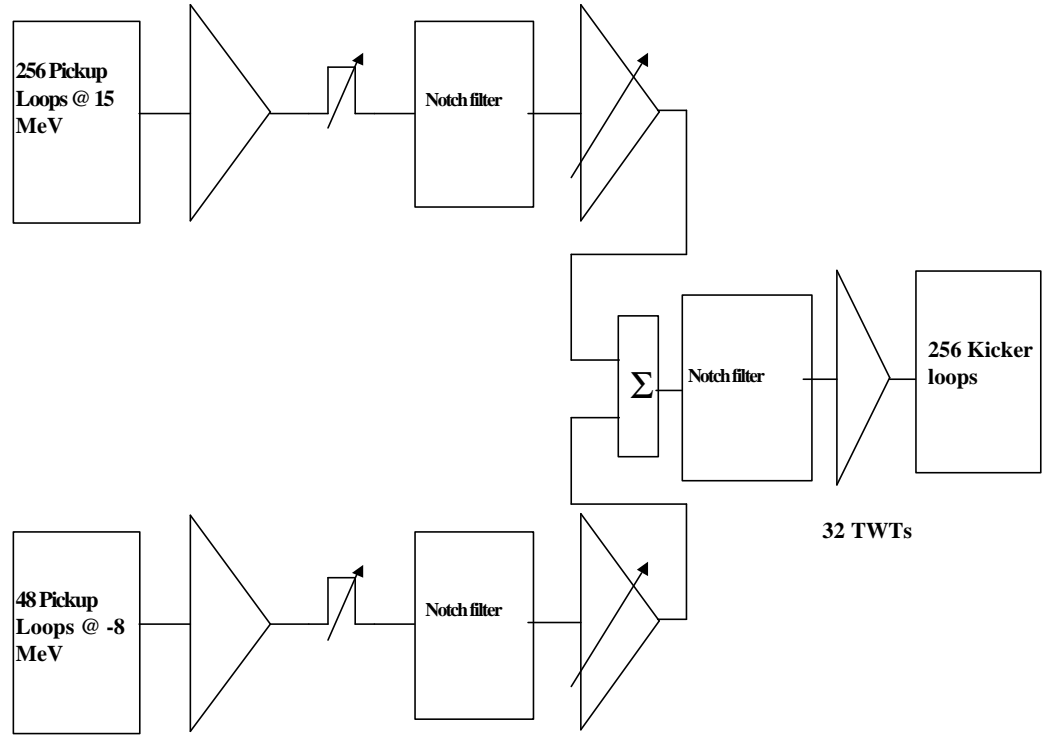 256 Pickup
Loops @ 15
MeV
Notch filter
Σ
Notch filter
256 Kicker
loops
32 TWTs
48 Pickup
Loops @ -8
MeV
Notch filter